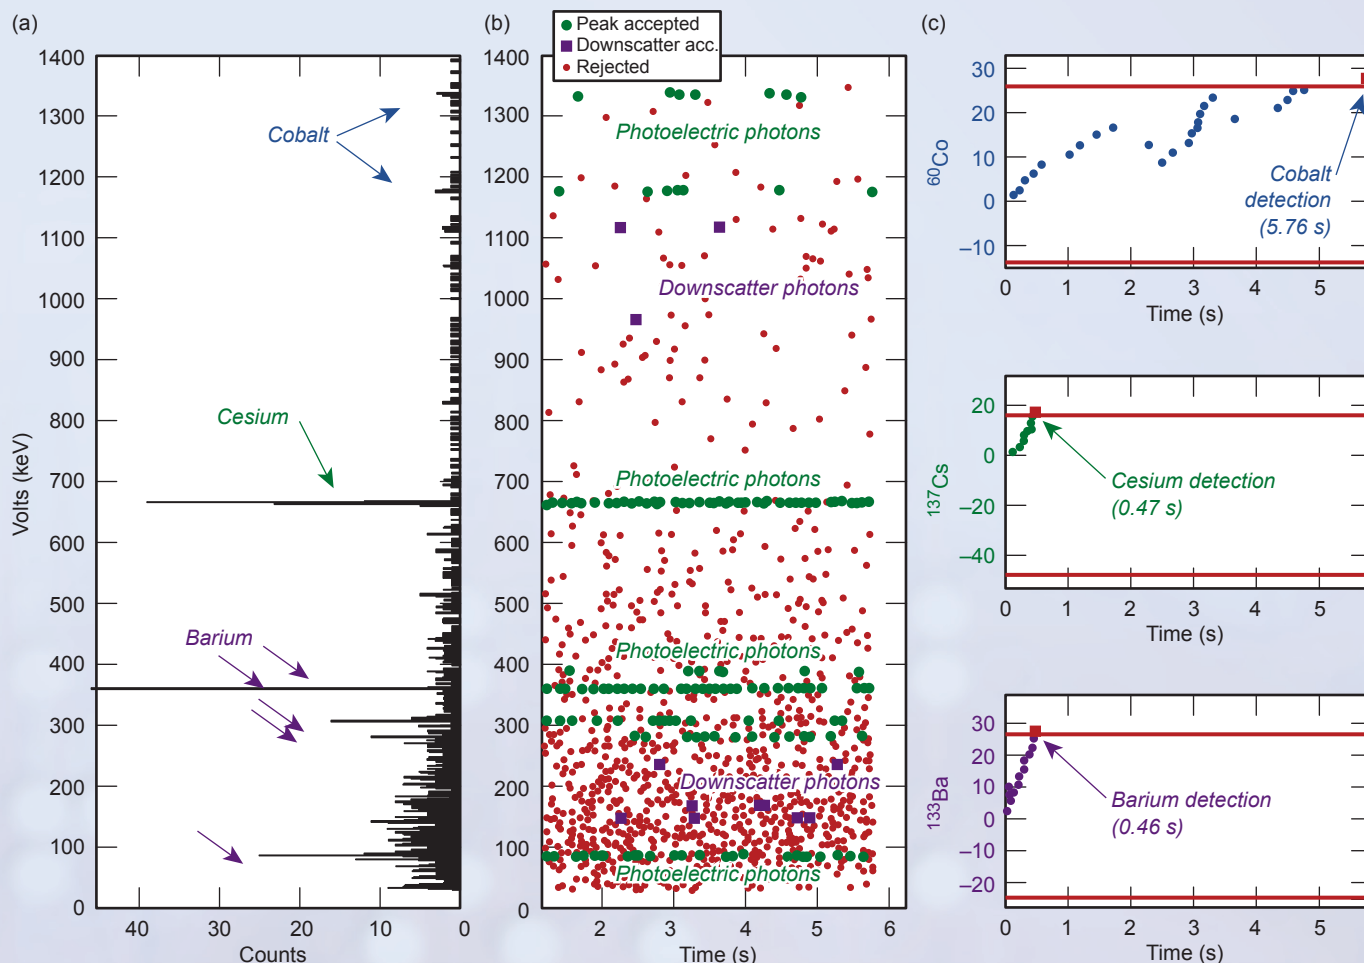 (a)
1400
1300
1200
1100
1000
900
800
700
600
500
400
300
200
100
0
Volts (keV)
Cobalt
Cesium
Barium
40
20
10
0
Counts
(b)
Peak accepted
Downscatter acc.
Rejected
1400
1300
1200
1100
1000
900
800
700
600
500
400
300
200
100
0
Photoelectric photons
Downscatter photons
Photoelectric photons
Photoelectric photons
Downscatter photons
Photoelectric photons
2
4
6
8
Time (s)
(c)
30
20
10
0
–10
60Co
Cobalt
detection
(5.76 s)
0
1
2
3
4
5
Time (s)
20
0
–20
–40
137Cs
Cesium detection
(0.47 s)
0
1
2
3
4
5
Time (s)
30
20
10
0
–10
–20
133Ba
Barium detection
(0.46 s)
0
1
2
3
4
5
Time (s)